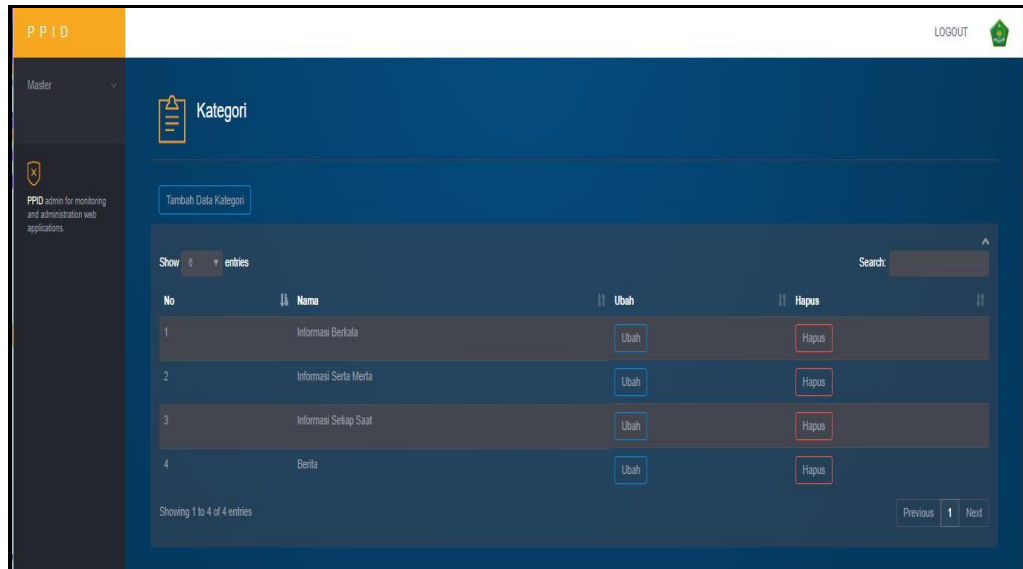 PPID
LOGOUT
Master
Kategori
PPID admin for monitoring
and administration web
applications.
Tambah Data Kategori
Show entries
Search:
No Nama Ubah Hapus
1 Informasi Berkala Ubah Hapus
2 Informasi Serta Merta Ubah Hapus
3 Informasi Setiap Saat Ubah Hapus
4 Berita Ubah Hapus
Showing 1 to 4 of 4 entries
Previous 1 Next